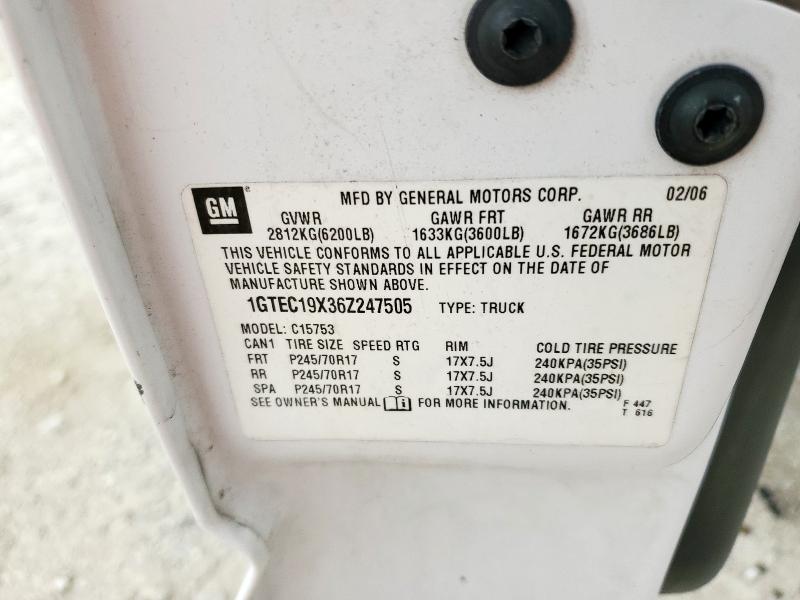 GM MFD BY GENERAL MOTORS CORP. 02/06
GVWR GAWR FRT GAWR RR
2812KG(6200LB) 1633KG(3600LB) 1672KG(3686LB)
THIS VEHICLE CONFORMS TO ALL APPLICABLE U.S. FEDERAL MOTOR
VEHICLE SAFETY STANDARDS IN EFFECT ON THE DATE OF
MANUFACTURE SHOWN ABOVE.
1GTEC19X36Z247505 TYPE: TRUCK
MODEL: C15753
CAN1 TIRE SIZE SPEED RTG RIM COLD TIRE PRESSURE
FRT P245/70R17 S 17X7.5J 240KPA(35PSI)
RR P245/70R17 S 17X7.5J 240KPA(35PSI)
SPA P245/70R17 S 17X7.5J 240KPA(35PSI)
SEE OWNER'S MANUAL i FOR MORE INFORMATION. F 447
T 616